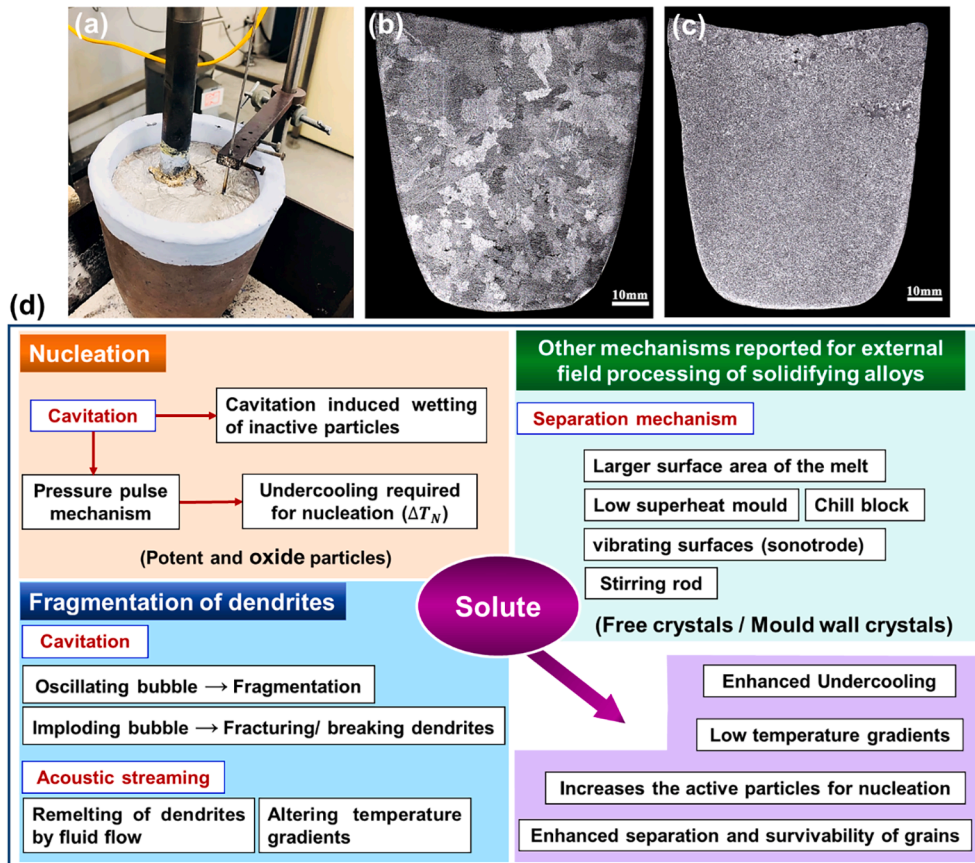 (a)
(b)
(c)
10mm
10mm
(d)
Nucleation
Cavitation
Cavitation induced wetting
of inactive particles
Pressure pulse
mechanism
Undercooling required
for nucleation (ΔT_N)
(Potent and oxide particles)
Other mechanisms reported for external
field processing of solidifying alloys
Separation mechanism
Larger surface area of the melt
Low superheat mould
Chill block
vibrating surfaces (sonotrode)
Stirring rod
(Free crystals / Mould wall crystals)
Solute
Fragmentation of dendrites
Cavitation
Oscillating bubble → Fragmentation
Imploding bubble → Fracturing/ breaking dendrites
Acoustic streaming
Remelting of dendrites
by fluid flow
Altering temperature
gradients
Enhanced Undercooling
Low temperature gradients
Increases the active particles for nucleation
Enhanced separation and survivability of grains